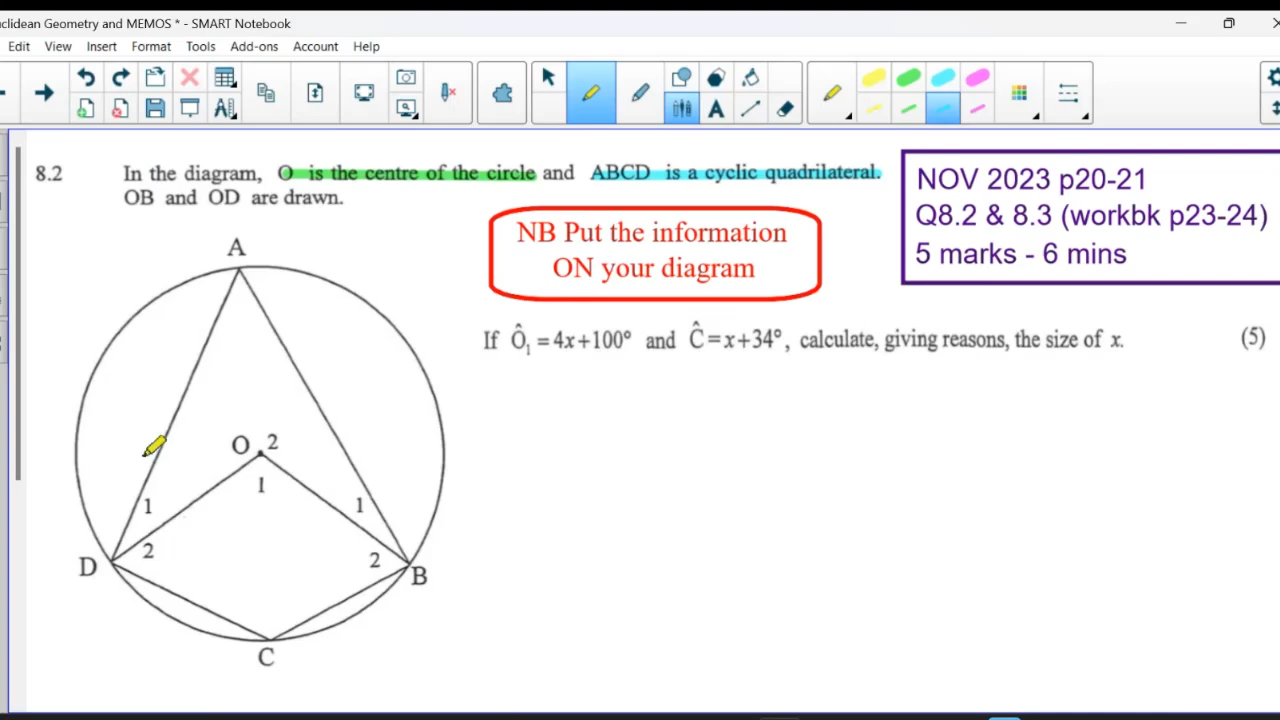 uclidean Geometry and MEMOS * - SMART Notebook
Edit View Insert Format Tools Add-ons Account Help
8.2 In the diagram, O is the centre of the circle and ABCD is a cyclic quadrilateral.
OB and OD are drawn.
NOV 2023 p20-21
Q8.2 & 8.3 (workbk p23-24)
5 marks - 6 mins
NB Put the information
ON your diagram
If Ô₁ = 4x+100° and Ĉ = x+34°, calculate, giving reasons, the size of x. (5)
A
O 2
1
1 1
2 2
D B
C